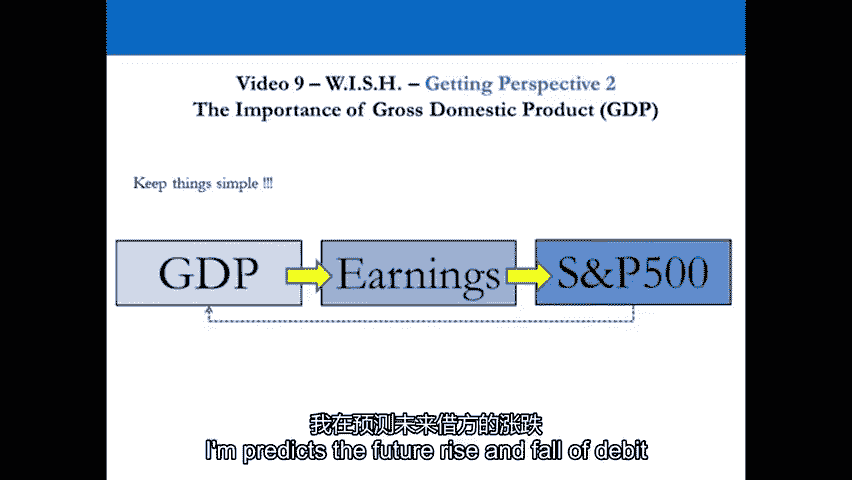 Video 9 – W.I.S.H. – Getting Perspective 2
The Importance of Gross Domestic Product (GDP)
Keep things simple !!!
GDP
Earnings
S&P500
我在预测未来借方的涨跌
I'm predicts the future rise and fall of debit